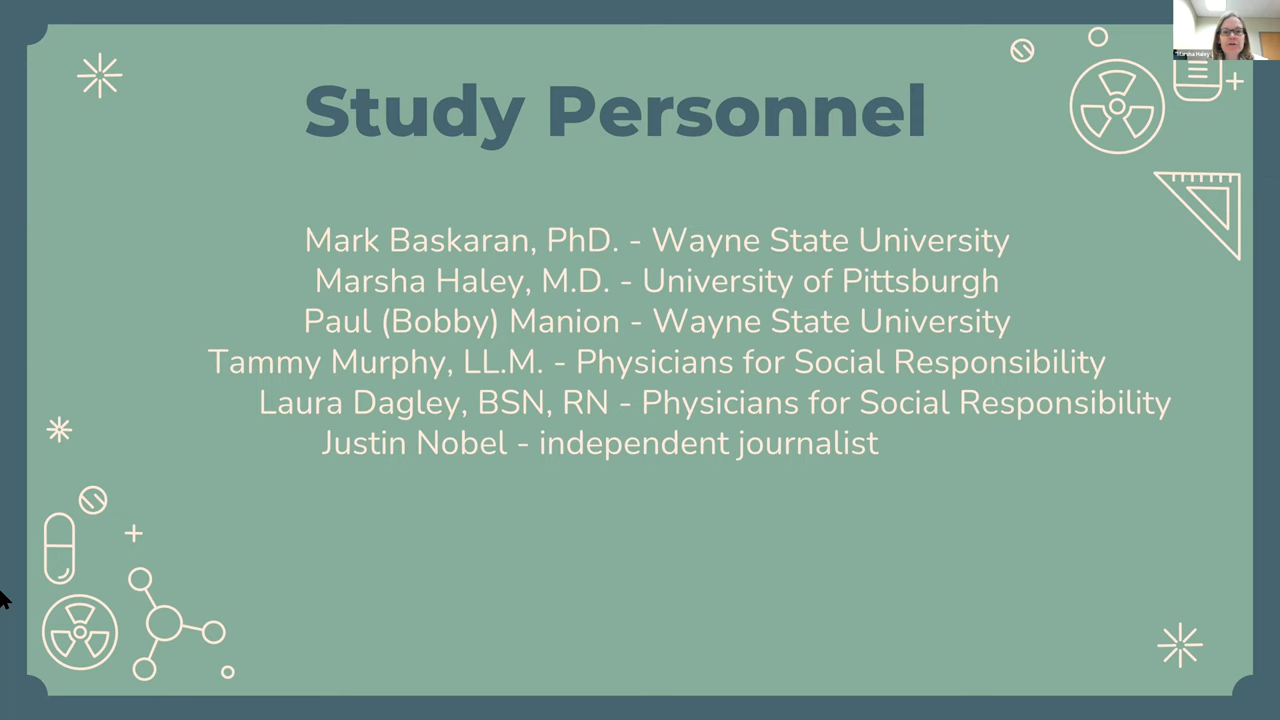 Marsha Haley
Study Personnel
Mark Baskaran, PhD. - Wayne State University
Marsha Haley, M.D. - University of Pittsburgh
Paul (Bobby) Manion - Wayne State University
Tammy Murphy, LL.M. - Physicians for Social Responsibility
Laura Dagley, BSN, RN - Physicians for Social Responsibility
Justin Nobel - independent journalist